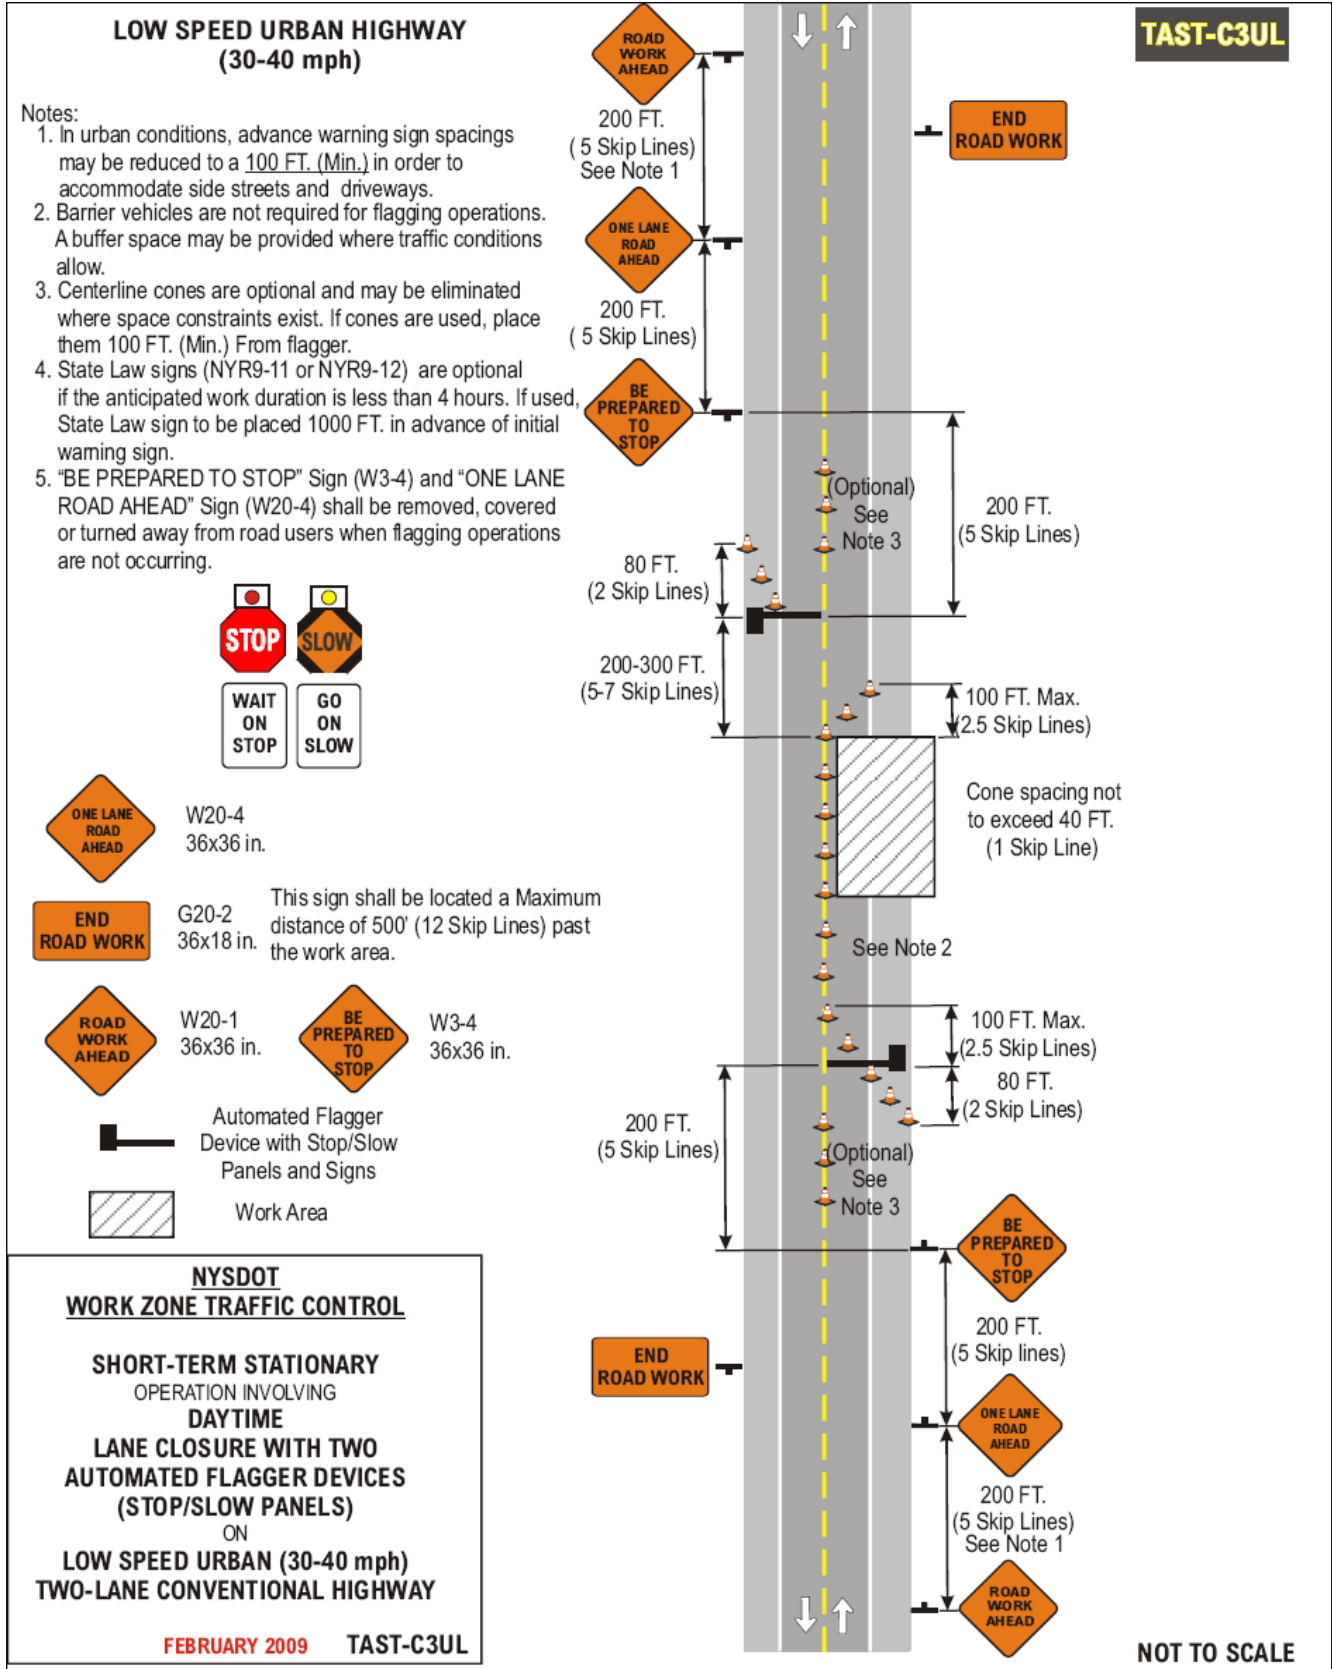 LOW SPEED URBAN HIGHWAY
(30-40 mph)
TAST-C3UL
Notes:
1. In urban conditions, advance warning sign spacings
may be reduced to a 100 FT. (Min.) in order to
accommodate side streets and driveways.
2. Barrier vehicles are not required for flagging operations.
A buffer space may be provided where traffic conditions
allow.
3. Centerline cones are optional and may be eliminated
where space constraints exist. If cones are used, place
them 100 FT. (Min.) From flagger.
4. State Law signs (NYR9-11 or NYR9-12) are optional
if the anticipated work duration is less than 4 hours. If used,
State Law sign to be placed 1000 FT. in advance of initial
warning sign.
5. “BE PREPARED TO STOP” Sign (W3-4) and “ONE LANE
ROAD AHEAD” Sign (W20-4) shall be removed, covered
or turned away from road users when flagging operations
are not occurring.
STOP
SLOW
WAIT
ON
STOP
GO
ON
SLOW
ONE LANE
ROAD
AHEAD
W20-4
36x36 in.
END
ROAD WORK
G20-2
36x18 in.
This sign shall be located a Maximum
distance of 500' (12 Skip Lines) past
the work area.
ROAD
WORK
AHEAD
W20-1
36x36 in.
BE
PREPARED
TO
STOP
W3-4
36x36 in.
Automated Flagger
Device with Stop/Slow
Panels and Signs
Work Area
NYSDOT
WORK ZONE TRAFFIC CONTROL
SHORT-TERM STATIONARY
OPERATION INVOLVING
DAYTIME
LANE CLOSURE WITH TWO
AUTOMATED FLAGGER DEVICES
(STOP/SLOW PANELS)
ON
LOW SPEED URBAN (30-40 mph)
TWO-LANE CONVENTIONAL HIGHWAY
FEBRUARY 2009 TAST-C3UL
ROAD
WORK
AHEAD
200 FT.
( 5 Skip Lines)
See Note 1
END
ROAD WORK
ONE LANE
ROAD
AHEAD
200 FT.
( 5 Skip Lines)
BE
PREPARED
TO
STOP
(Optional)
See
Note 3
200 FT.
(5 Skip Lines)
80 FT.
(2 Skip Lines)
200-300 FT.
(5-7 Skip Lines)
100 FT. Max.
(2.5 Skip Lines)
Cone spacing not
to exceed 40 FT.
(1 Skip Line)
See Note 2
100 FT. Max.
(2.5 Skip Lines)
80 FT.
(2 Skip Lines)
200 FT.
(5 Skip Lines)
(Optional)
See
Note 3
BE
PREPARED
TO
STOP
200 FT.
(5 Skip lines)
END
ROAD WORK
ONE LANE
ROAD
AHEAD
200 FT.
(5 Skip Lines)
See Note 1
ROAD
WORK
AHEAD
NOT TO SCALE